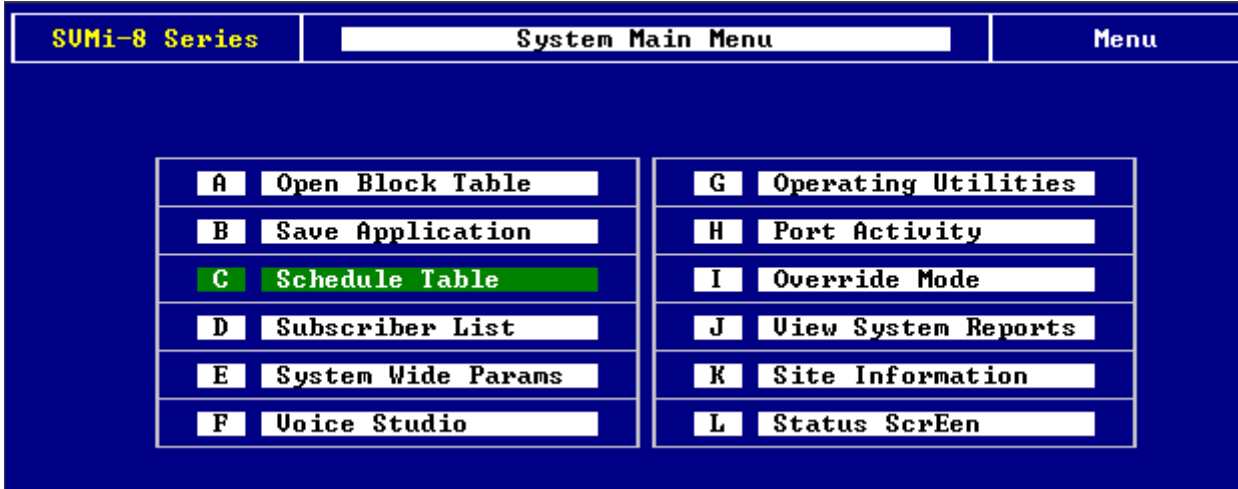 SVMi-8 Series System Main Menu Menu
A Open Block Table
B Save Application
C Schedule Table
D Subscriber List
E System Wide Params
F Voice Studio
G Operating Utilities
H Port Activity
I Override Mode
J View System Reports
K Site Information
L Status ScrEen